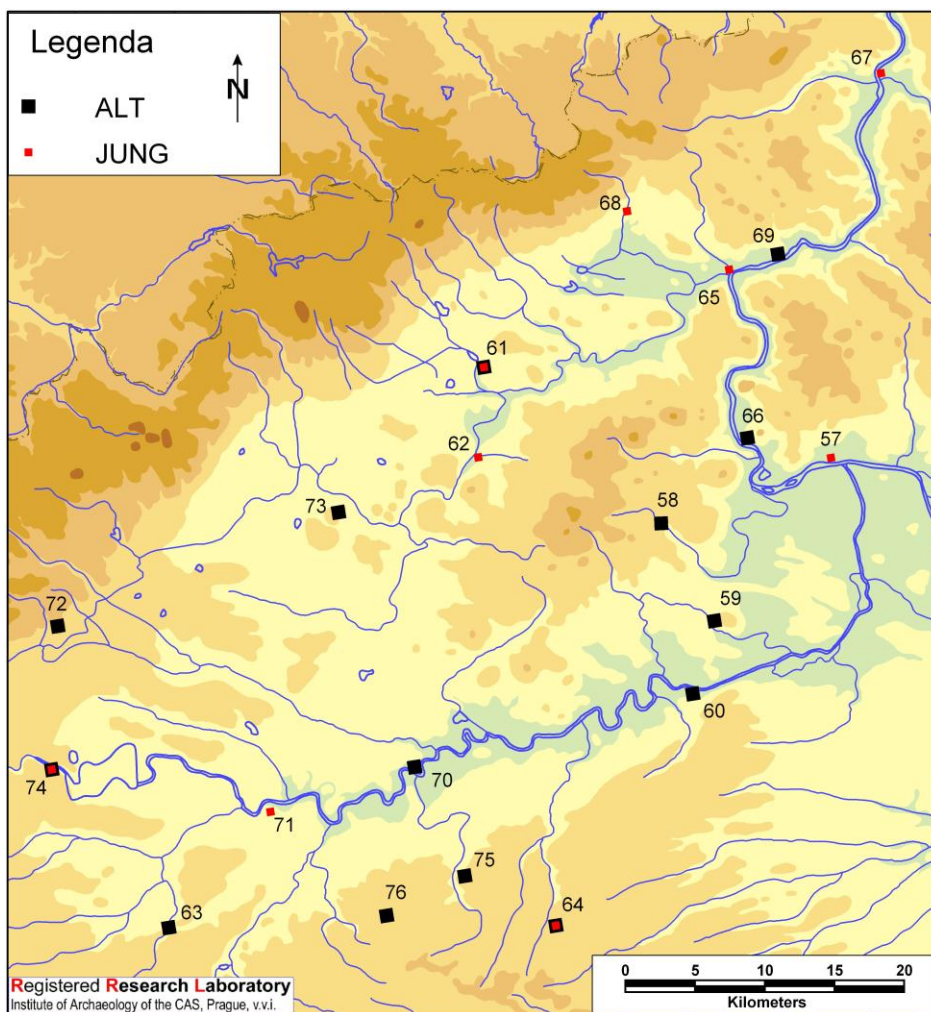 Legenda
N
ALT
JUNG
67
68
69
65
61
66
57
62
73
58
72
59
60
74
70
71
75
76
63
64
Registered Research Laboratory
Institute of Archaeology of the CAS, Prague, v.v.i.
0 5 10 15 20
Kilometers